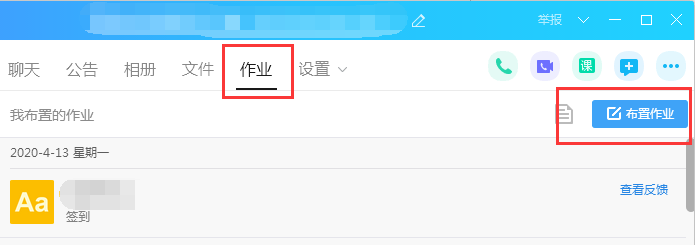 举报
聊天 公告 相册 文件 作业 设置
课
我布置的作业 布置作业
2020-4-13 星期一
Aa
查看反馈
签到